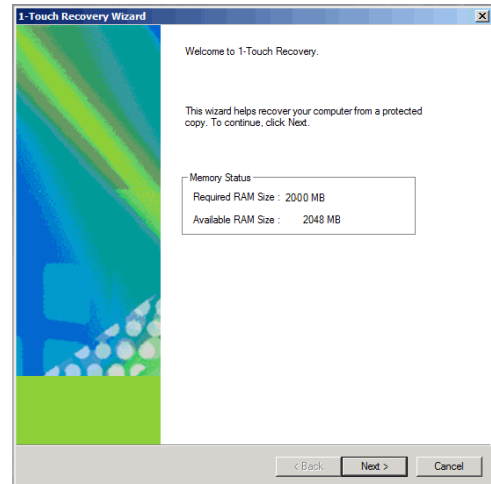 1-Touch Recovery Wizard
Welcome to 1-Touch Recovery.
This wizard helps recover your computer from a protected
copy. To continue, click Next.
Memory Status
Required RAM Size : 2000 MB
Available RAM Size : 2048 MB
< Back Next > Cancel